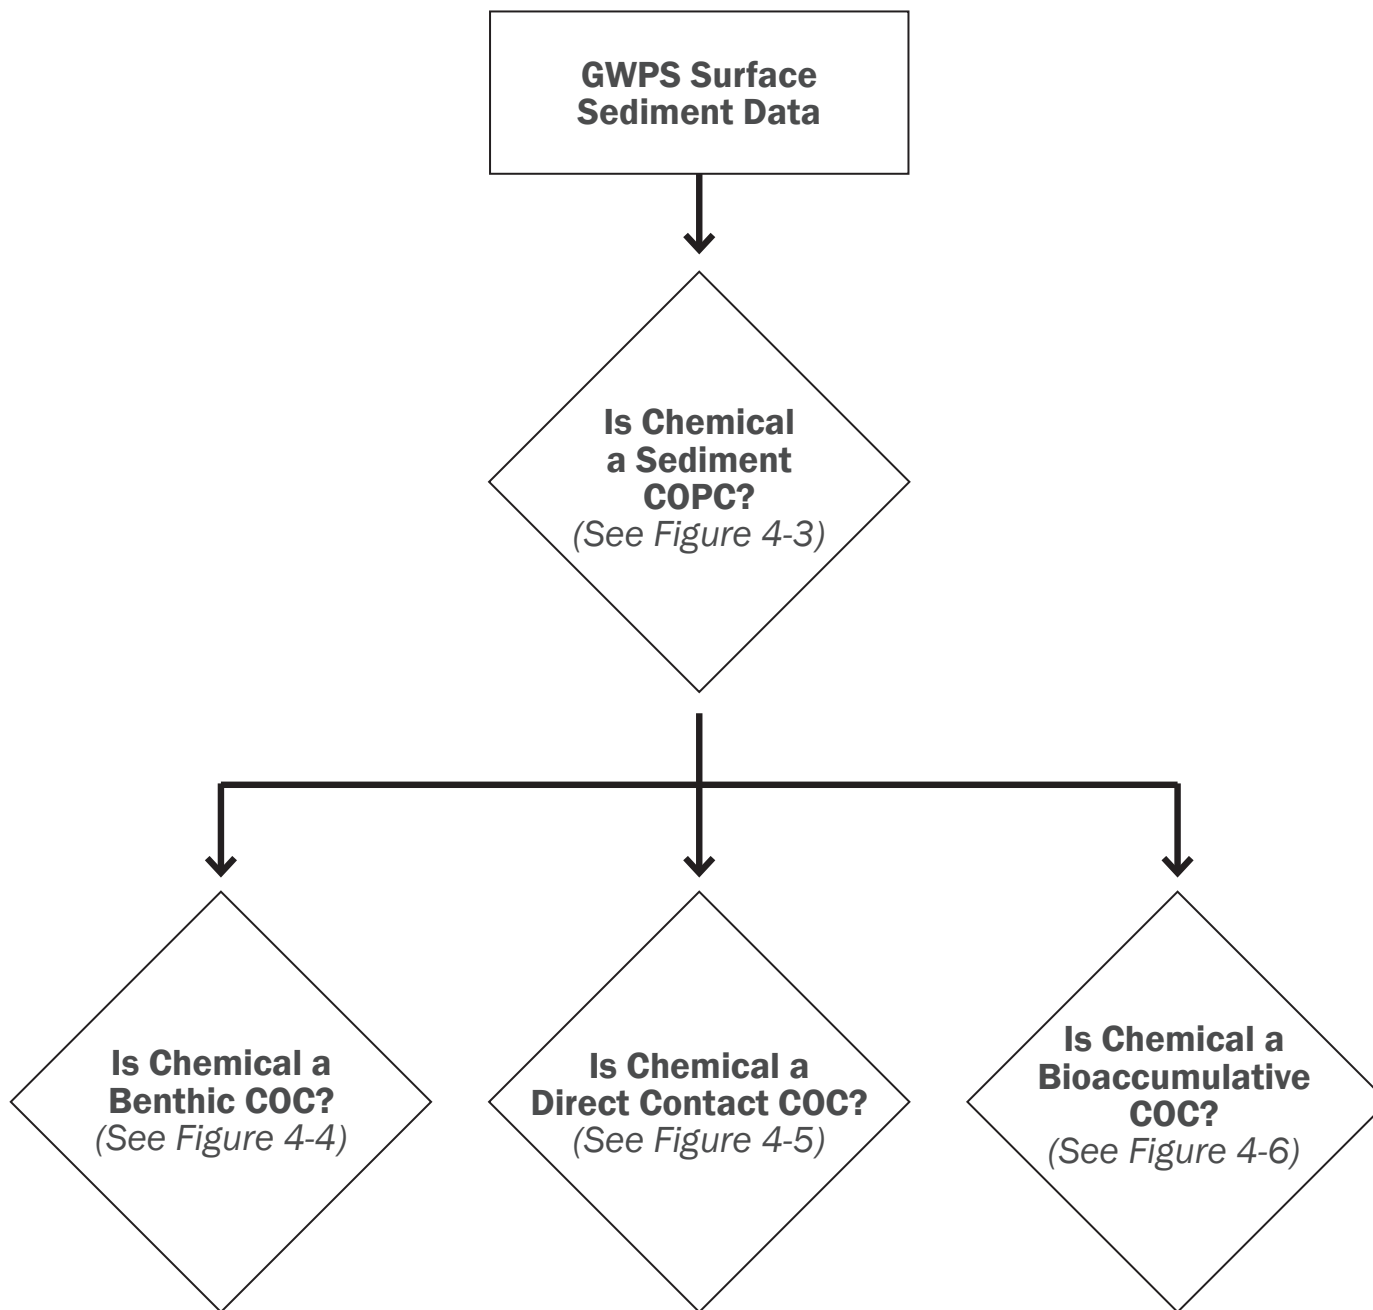 GWPS Surface
Sediment Data
Is Chemical
a Sediment
COPC?
(See Figure 4-3)
Is Chemical a
Benthic COC?
(See Figure 4-4)
Is Chemical a
Direct Contact COC?
(See Figure 4-5)
Is Chemical a
Bioaccumulative
COC?
(See Figure 4-6)